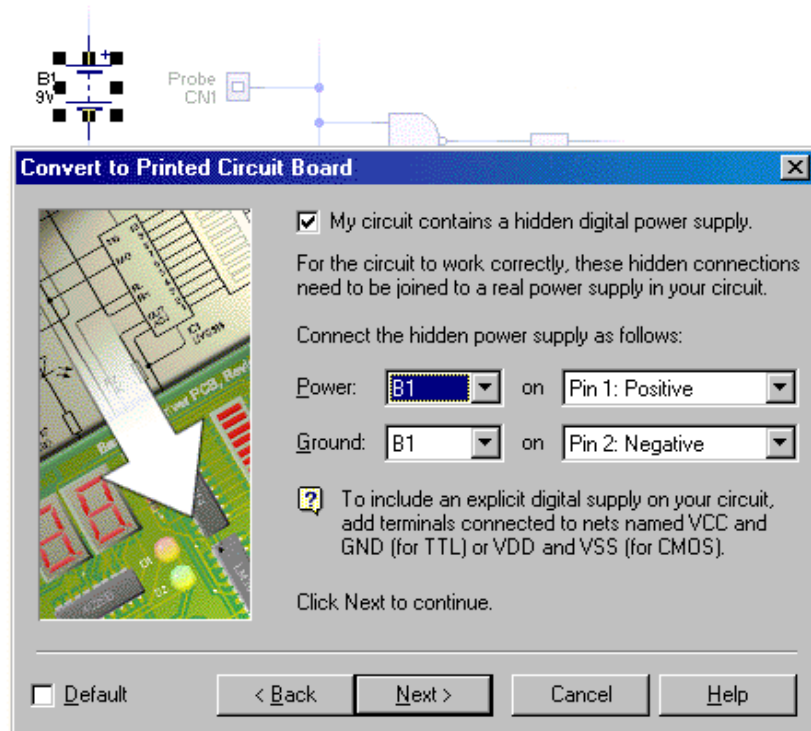 +
B1
9V
Probe
CN1
Convert to Printed Circuit Board
My circuit contains a hidden digital power supply.
For the circuit to work correctly, these hidden connections
need to be joined to a real power supply in your circuit.
Connect the hidden power supply as follows:
Power: B1 on Pin 1: Positive
Ground: B1 on Pin 2: Negative
To include an explicit digital supply on your circuit,
add terminals connected to nets named VCC and
GND (for TTL) or VDD and VSS (for CMOS).
Click Next to continue.
Default < Back Next > Cancel Help